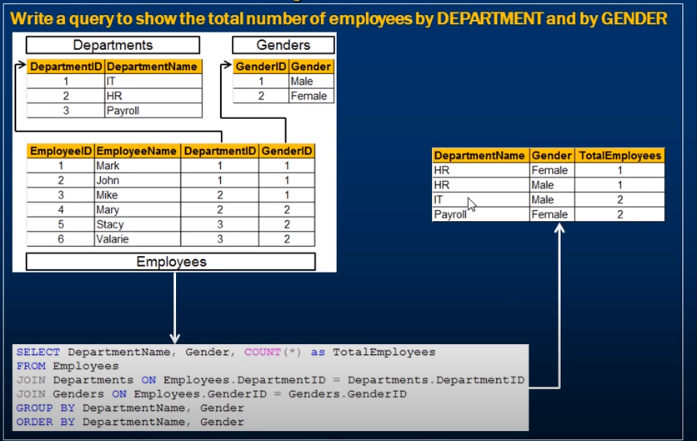 Write a query to show the total number of employees by DEPARTMENT and by GENDER
Departments
DepartmentID DepartmentName
1 IT
2 HR
3 Payroll
Genders
GenderID Gender
1 Male
2 Female
EmployeeID EmployeeName DepartmentID GenderID
1 Mark 1 1
2 John 1 1
3 Mike 2 1
4 Mary 2 2
5 Stacy 3 2
6 Valarie 3 2
Employees
DepartmentName Gender TotalEmployees
HR Female 1
HR Male 1
IT Male 2
Payroll Female 2
SELECT DepartmentName, Gender, COUNT(*) as TotalEmployees
FROM Employees
JOIN Departments ON Employees.DepartmentID = Departments.DepartmentID
JOIN Genders ON Employees.GenderID = Genders.GenderID
GROUP BY DepartmentName, Gender
ORDER BY DepartmentName, Gender